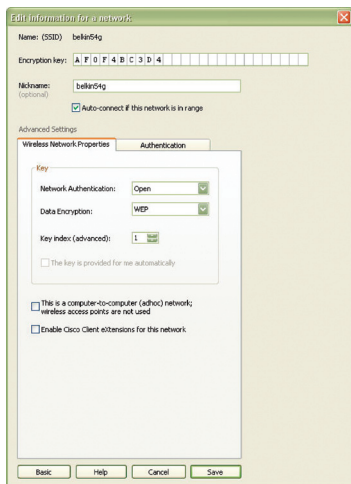 Edit information for a network
Name: (SSID) belkin54g
Encryption key: A F 0 F 4 B C 3 D 4
Nickname: belkin54g
(optional)
Auto-connect if this network is in range
Advanced Settings
Wireless Network Properties Authentication
Key
Network Authentication: Open
Data Encryption: WEP
Key index (advanced): 1
The key is provided for me automatically
This is a computer-to-computer (adhoc) network;
wireless access points are not used
Enable Cisco Client eXtensions for this network
Basic Help Cancel Save